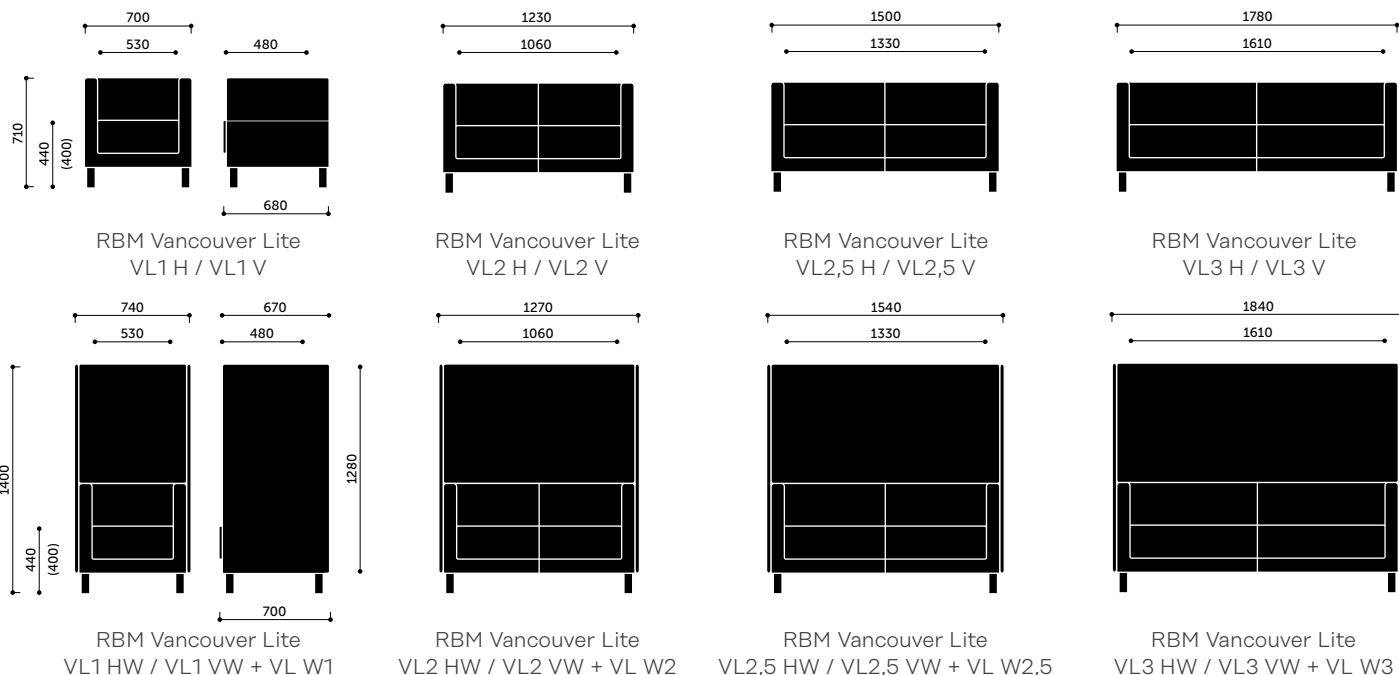 700
530
480
710
440
(400)
680
RBM Vancouver Lite
VL1 H / VL1 V
1230
1060
RBM Vancouver Lite
VL2 H / VL2 V
1500
1330
RBM Vancouver Lite
VL2,5 H / VL2,5 V
1780
1610
RBM Vancouver Lite
VL3 H / VL3 V
740
530
670
480
1400
440
(400)
1280
700
RBM Vancouver Lite
VL1 HW / VL1 VW + VL W1
1270
1060
RBM Vancouver Lite
VL2 HW / VL2 VW + VL W2
1540
1330
RBM Vancouver Lite
VL2,5 HW / VL2,5 VW + VL W2,5
1840
1610
RBM Vancouver Lite
VL3 HW / VL3 VW + VL W3